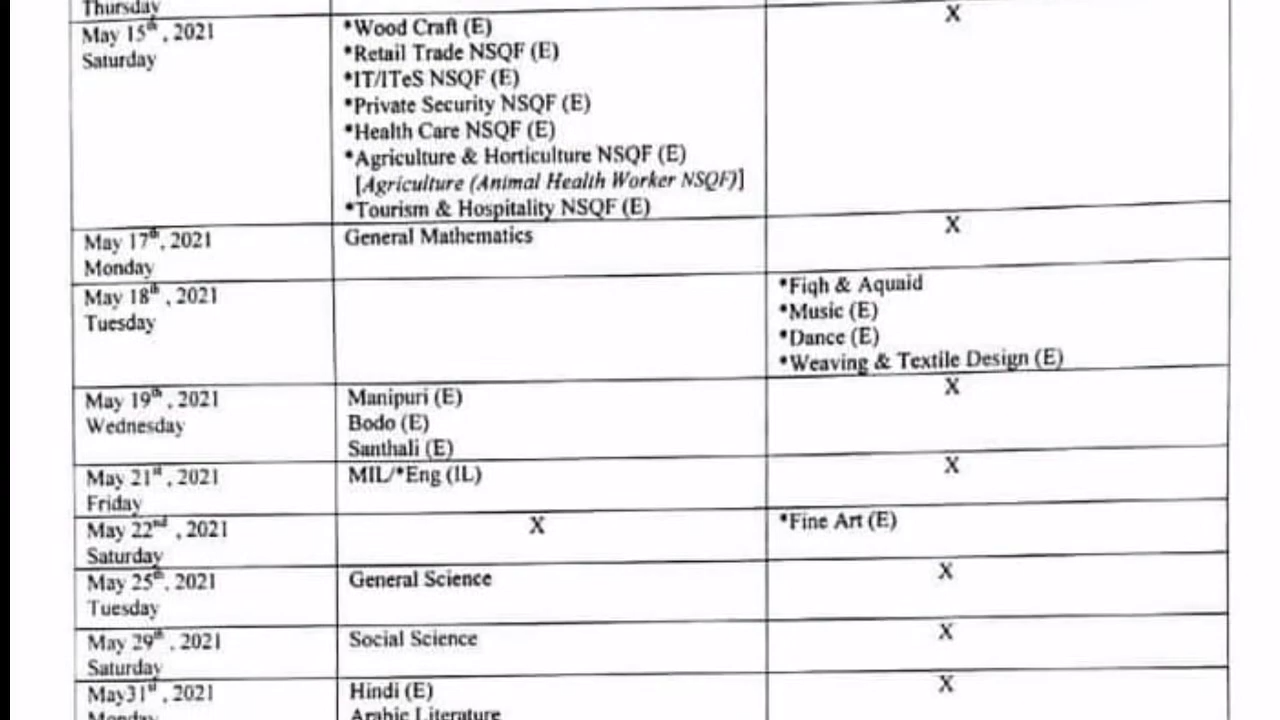 Thursday
May 15th, 2021
Saturday
*Wood Craft (E)
*Retail Trade NSQF (E)
*IT/ITeS NSQF (E)
*Private Security NSQF (E)
*Health Care NSQF (E)
*Agriculture & Horticulture NSQF (E)
[Agriculture (Animal Health Worker NSQF)]
*Tourism & Hospitality NSQF (E)
X
May 17th, 2021
Monday
General Mathematics
X
May 18th, 2021
Tuesday
*Fiqh & Aquaid
*Music (E)
*Dance (E)
*Weaving & Textile Design (E)
May 19th, 2021
Wednesday
Manipuri (E)
Bodo (E)
Santhali (E)
X
May 21st, 2021
Friday
MIL/*Eng (IL)
X
May 22nd, 2021
Saturday
X
*Fine Art (E)
May 25th, 2021
Tuesday
General Science
X
May 29th, 2021
Saturday
Social Science
X
May31st, 2021
Monday
Hindi (E)
Arabic Literature
X